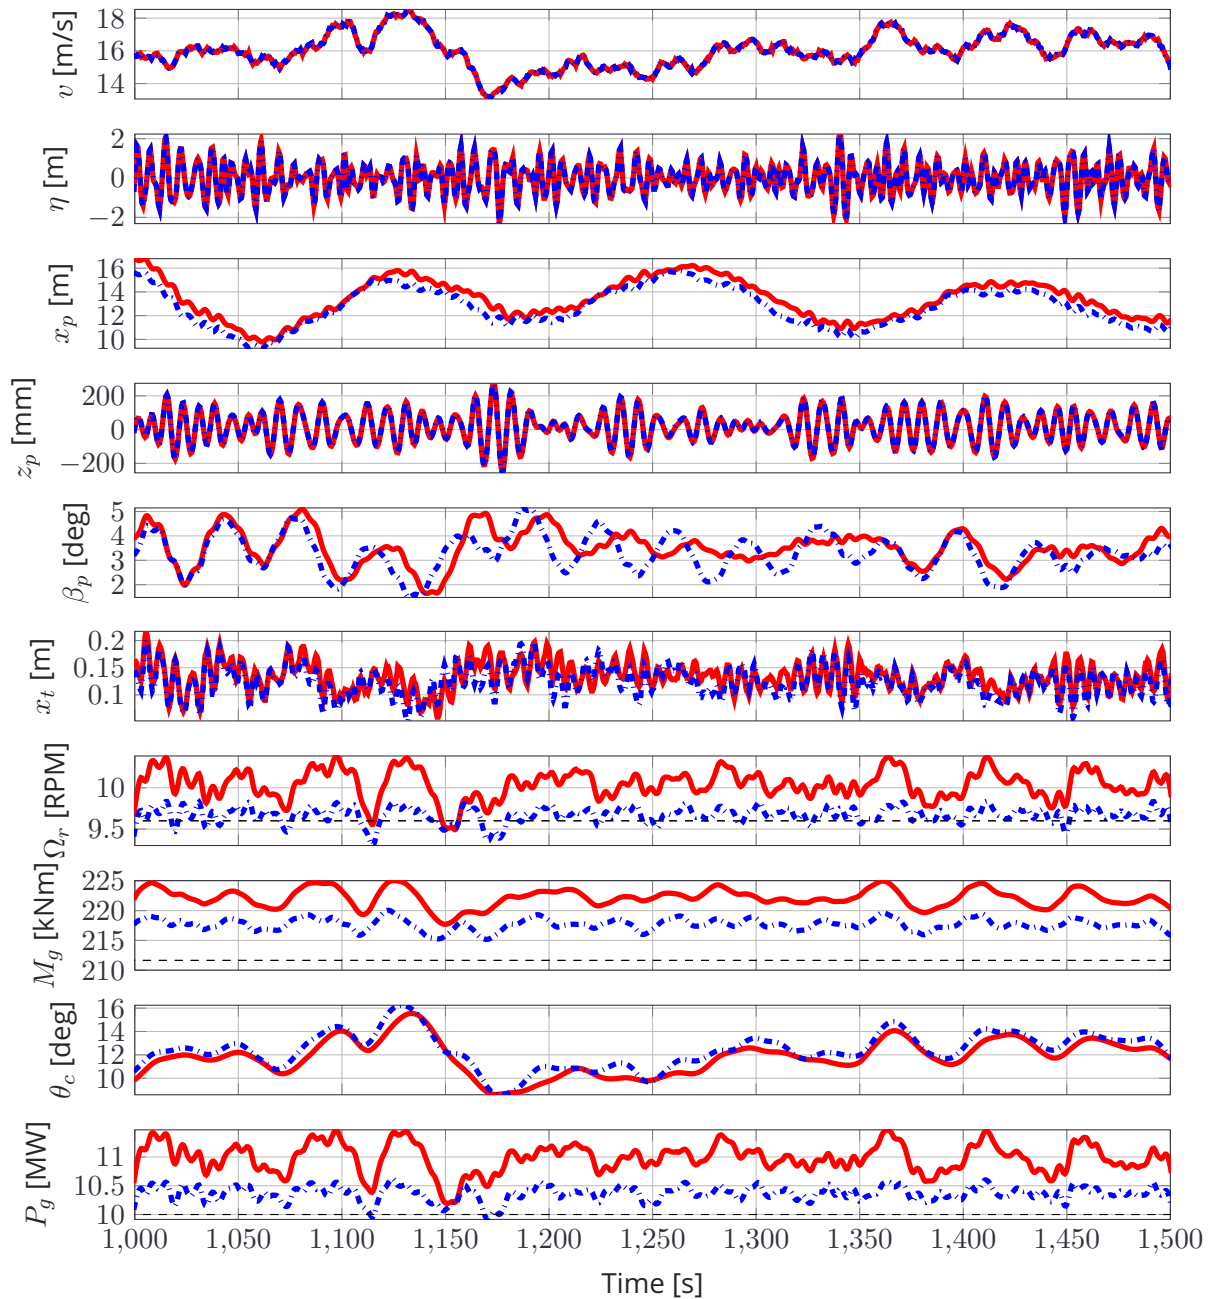 v [m/s]
18
16
14
η [m]
2
0
−2
x_p [m]
16
14
12
10
z_p [mm]
200
0
−200
β_p [deg]
5
4
3
2
x_t [m]
0.2
0.15
0.1
Ω_r [RPM]
10
9.5
M_g [kNm]
225
220
215
210
θ_c [deg]
16
14
12
10
P_g [MW]
11
10.5
10
1,000 1,050 1,100 1,150 1,200 1,250 1,300 1,350 1,400 1,450 1,500
Time [s]